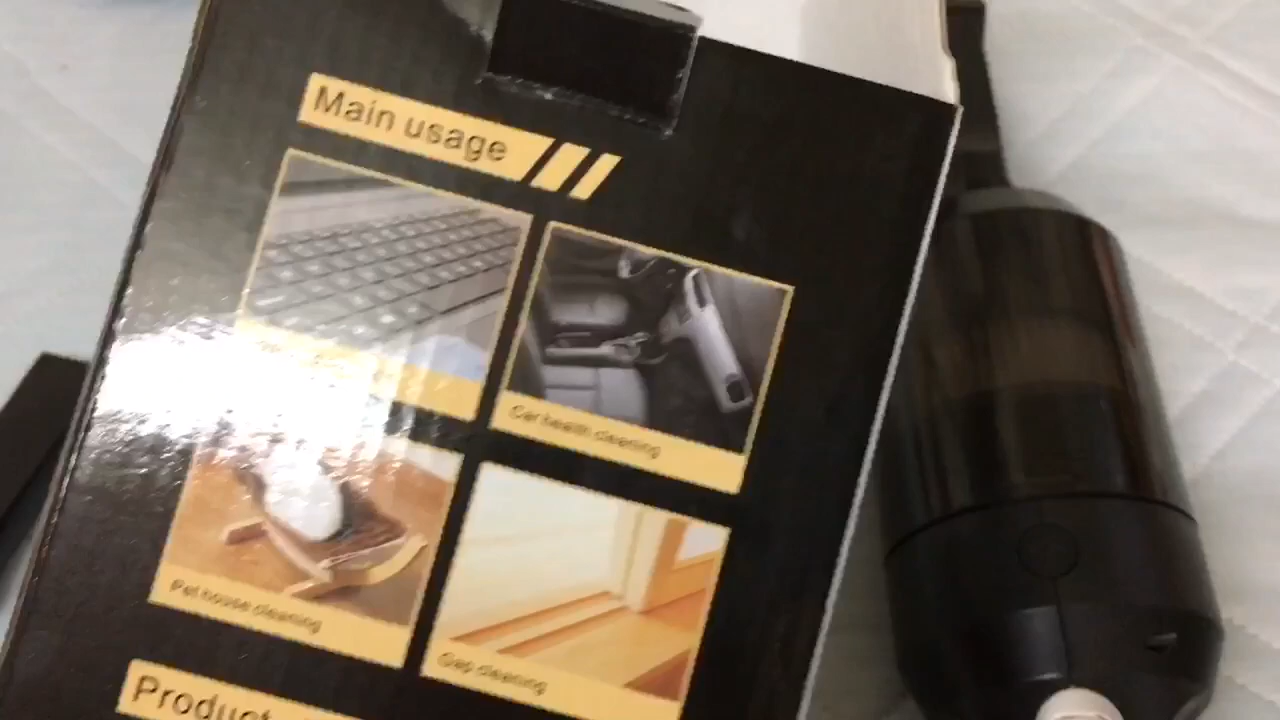 Main usage
Car health cleaning
Pet house cleaning
Gap cleaning
Product